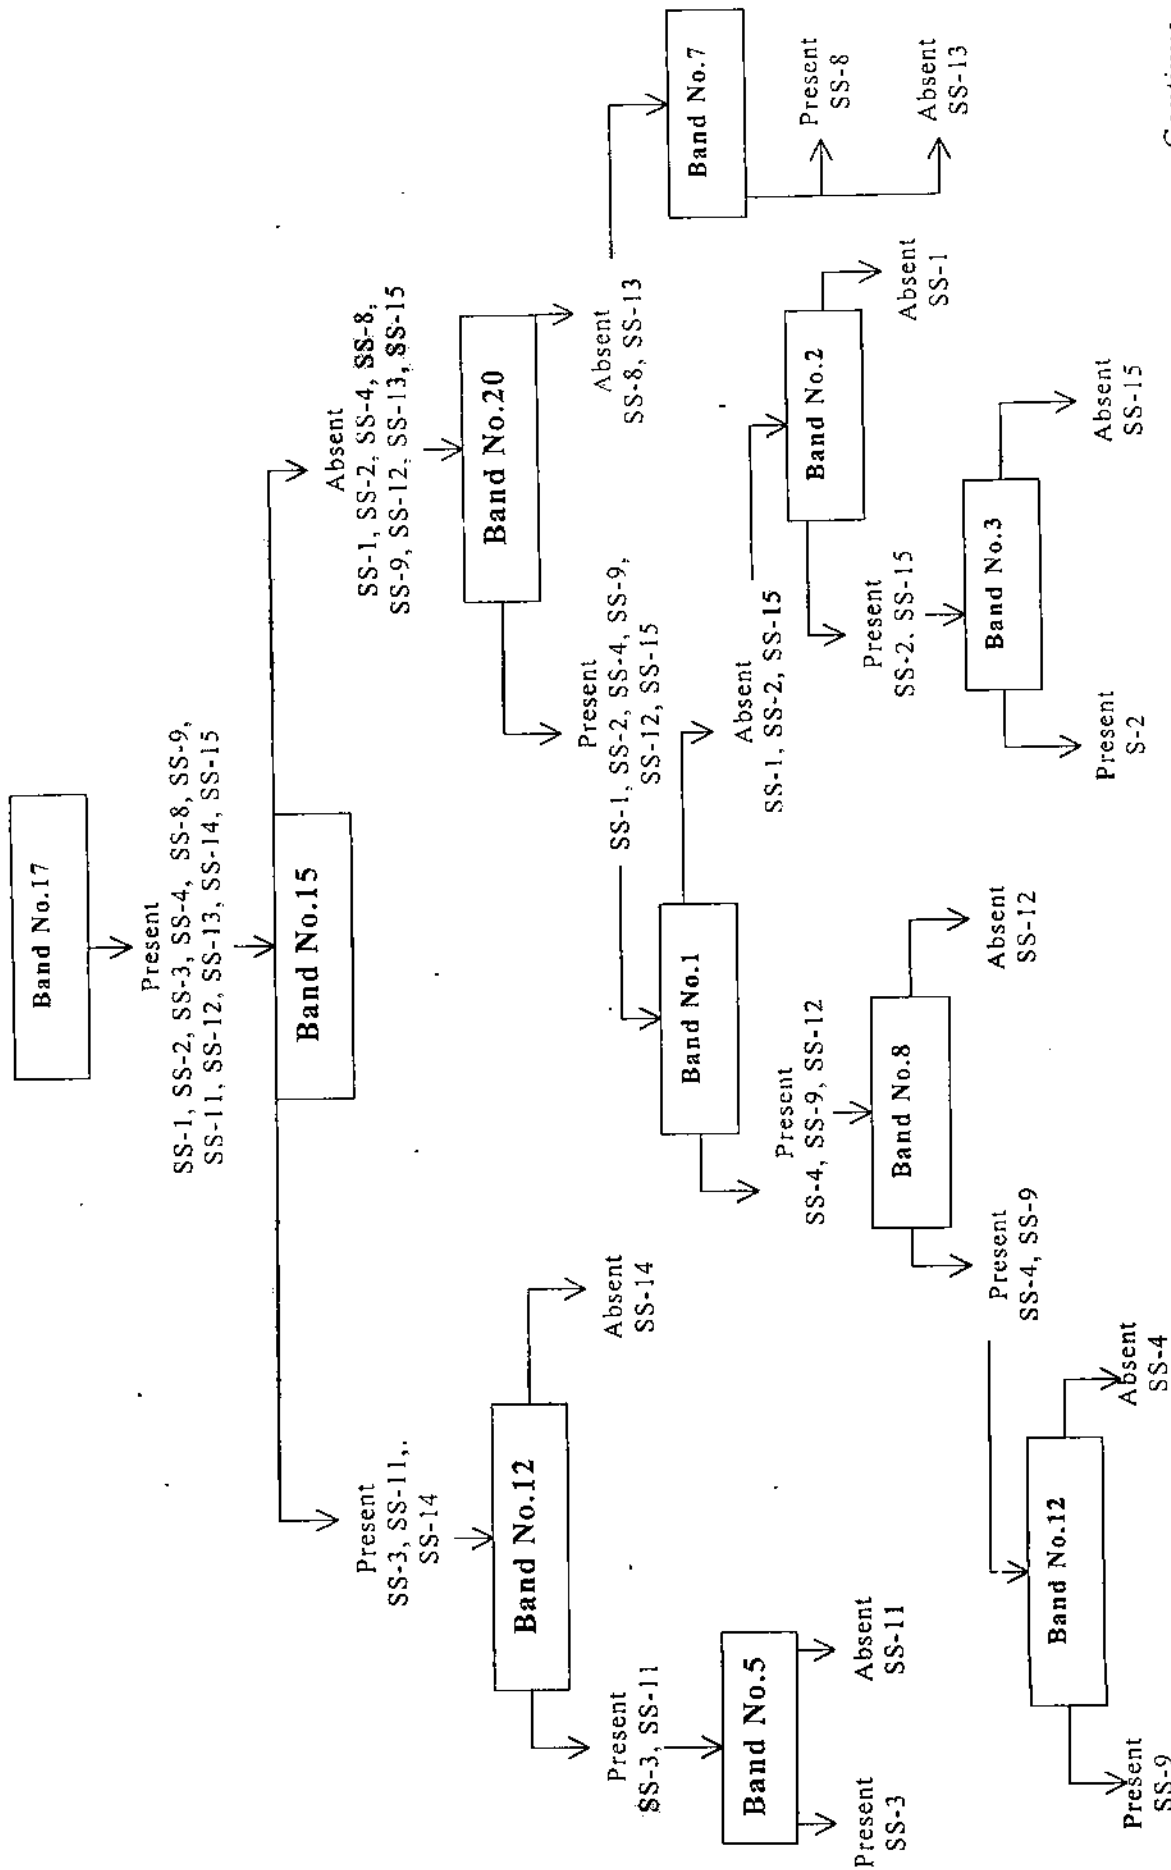 Band No.17
Present
SS-1, SS-2, SS-3, SS-4, SS-8, SS-9,
SS-11, SS-12, SS-13, SS-14, SS-15
Band No.15
Present
SS-3, SS-11,.
SS-14
Absent
SS-1, SS-2, SS-4, SS-8,
SS-9, SS-12, SS-13, SS-15
Band No.12
Band No.20
Present
SS-3, SS-11
Absent
SS-14
Present
SS-1, SS-2, SS-4, SS-9,
SS-12, SS-15
Absent
SS-8, SS-13
Band No.5
Band No.1
Band No.7
Present
SS-3
Absent
SS-11
Present
SS-4, SS-9, SS-12
Absent
SS-1, SS-2, SS-15
Present
SS-8
Absent
SS-13
Band No.8
Band No.2
Present
SS-4, SS-9
Absent
SS-12
Present
SS-2. SS-15
Absent
SS-1
Band No.12
Band No.3
Present
SS-9
Absent
SS-4
Present
S-2
Absent
SS-15